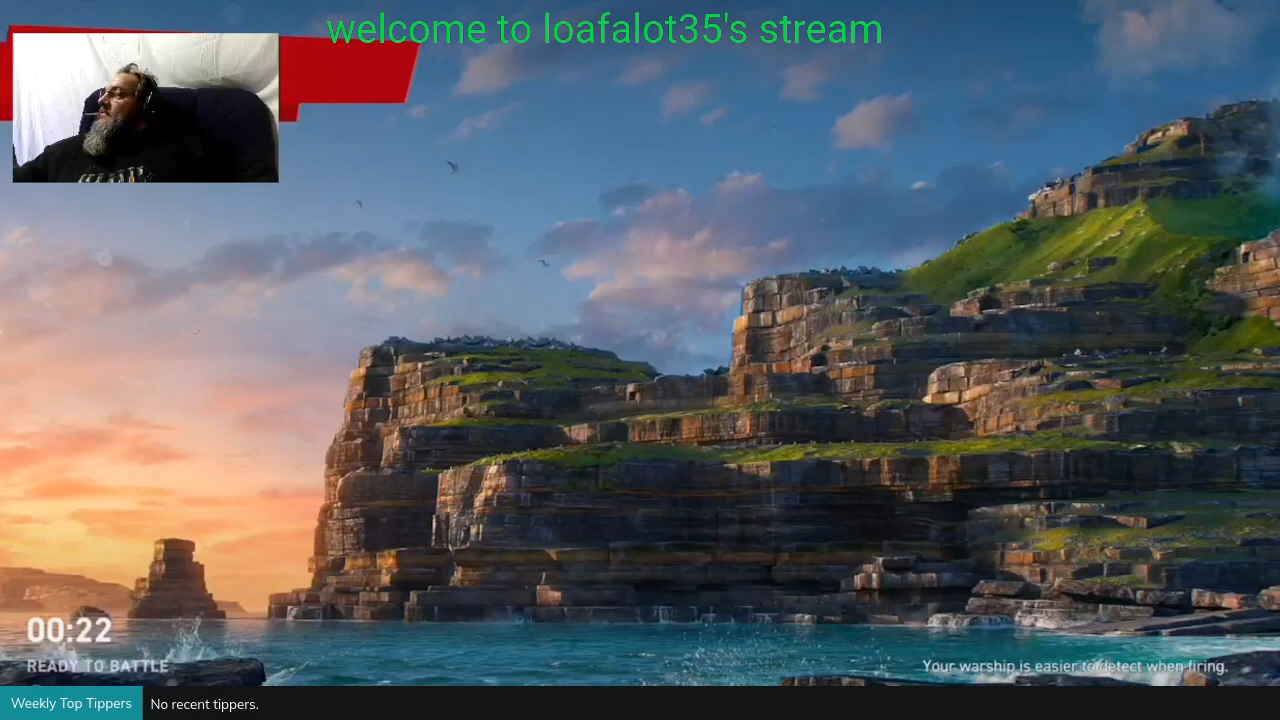 welcome to loafalot35's stream
00:22
READY TO BATTLE
Your warship is easier to detect when firing.
Weekly Top Tippers
No recent tippers.